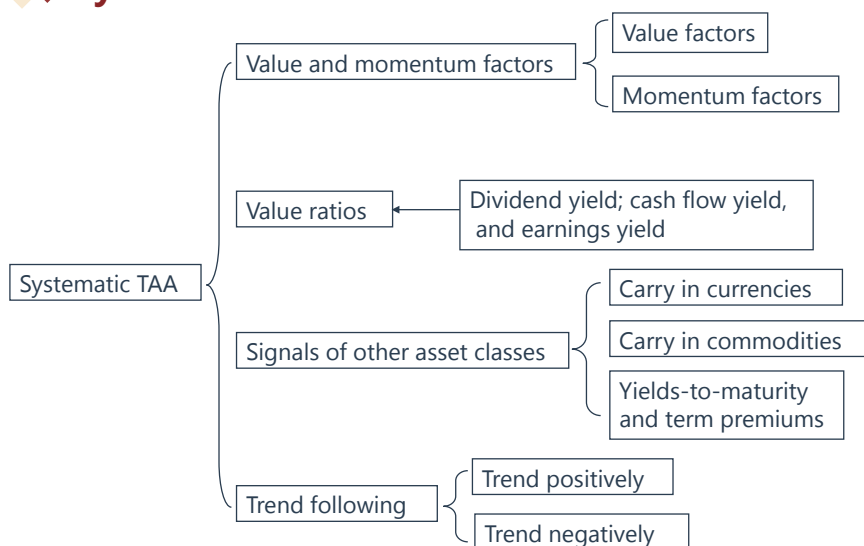 Value factors
Value and momentum factors
Momentum factors
Value ratios
Dividend yield; cash flow yield,
and earnings yield
Systematic TAA
Carry in currencies
Signals of other asset classes
Carry in commodities
Yields-to-maturity
and term premiums
Trend positively
Trend following
Trend negatively